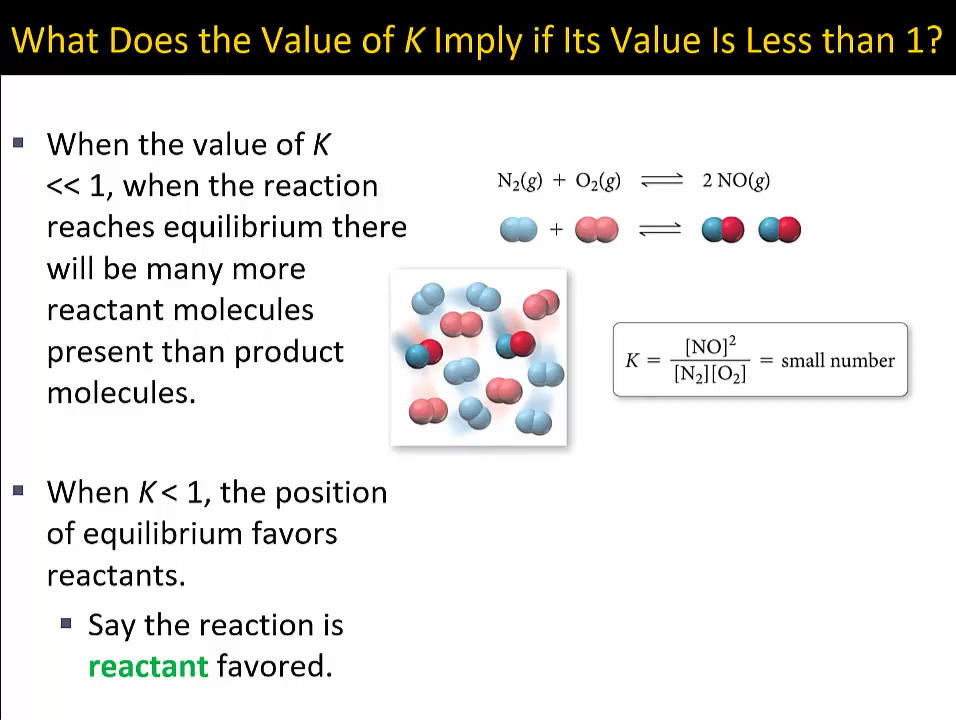 What Does the Value of K Imply if Its Value Is Less than 1?
▪ When the value of K
<< 1, when the reaction
reaches equilibrium there
will be many more
reactant molecules
present than product
molecules.
▪ When K < 1, the position
of equilibrium favors
reactants.
▪ Say the reaction is
reactant favored.
N₂(g) + O₂(g) ⇌ 2 NO(g)
+ ⇌
K = [NO]² / [N₂][O₂] = small number